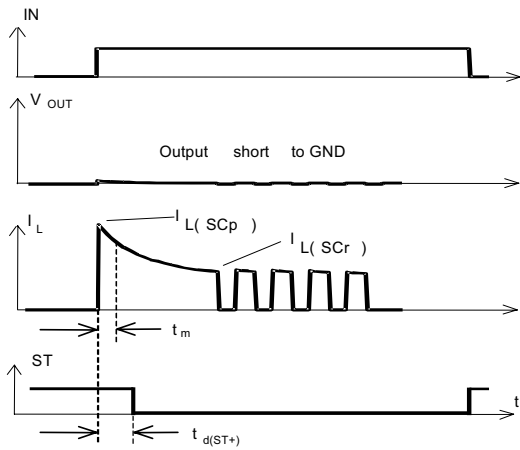 IN
V OUT
Output short to GND
I L
I L( SCp )
I L( SCr )
t m
ST
t
t d(ST+)